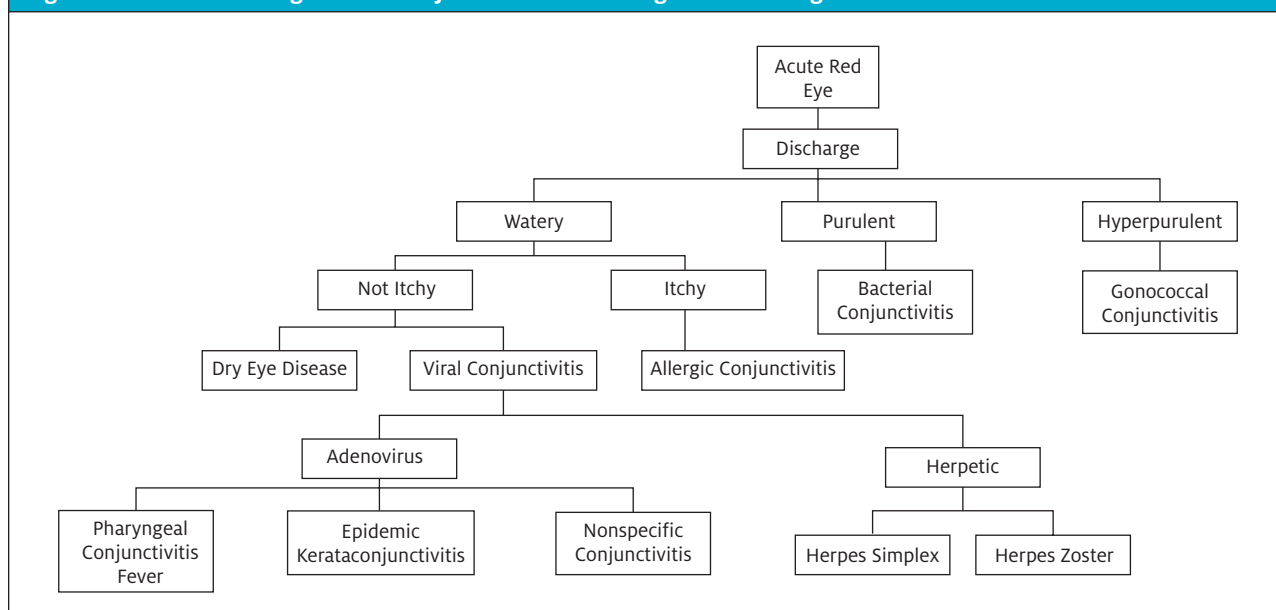 Acute Red
Eye
Discharge
Watery
Purulent
Hyperpurulent
Not Itchy
Itchy
Bacterial
Conjunctivitis
Gonococcal
Conjunctivitis
Dry Eye Disease
Viral Conjunctivitis
Allergic Conjunctivitis
Adenovirus
Herpetic
Pharyngeal
Conjunctivitis
Fever
Epidemic
Kerataconjunctivitis
Nonspecific
Conjunctivitis
Herpes Simplex
Herpes Zoster